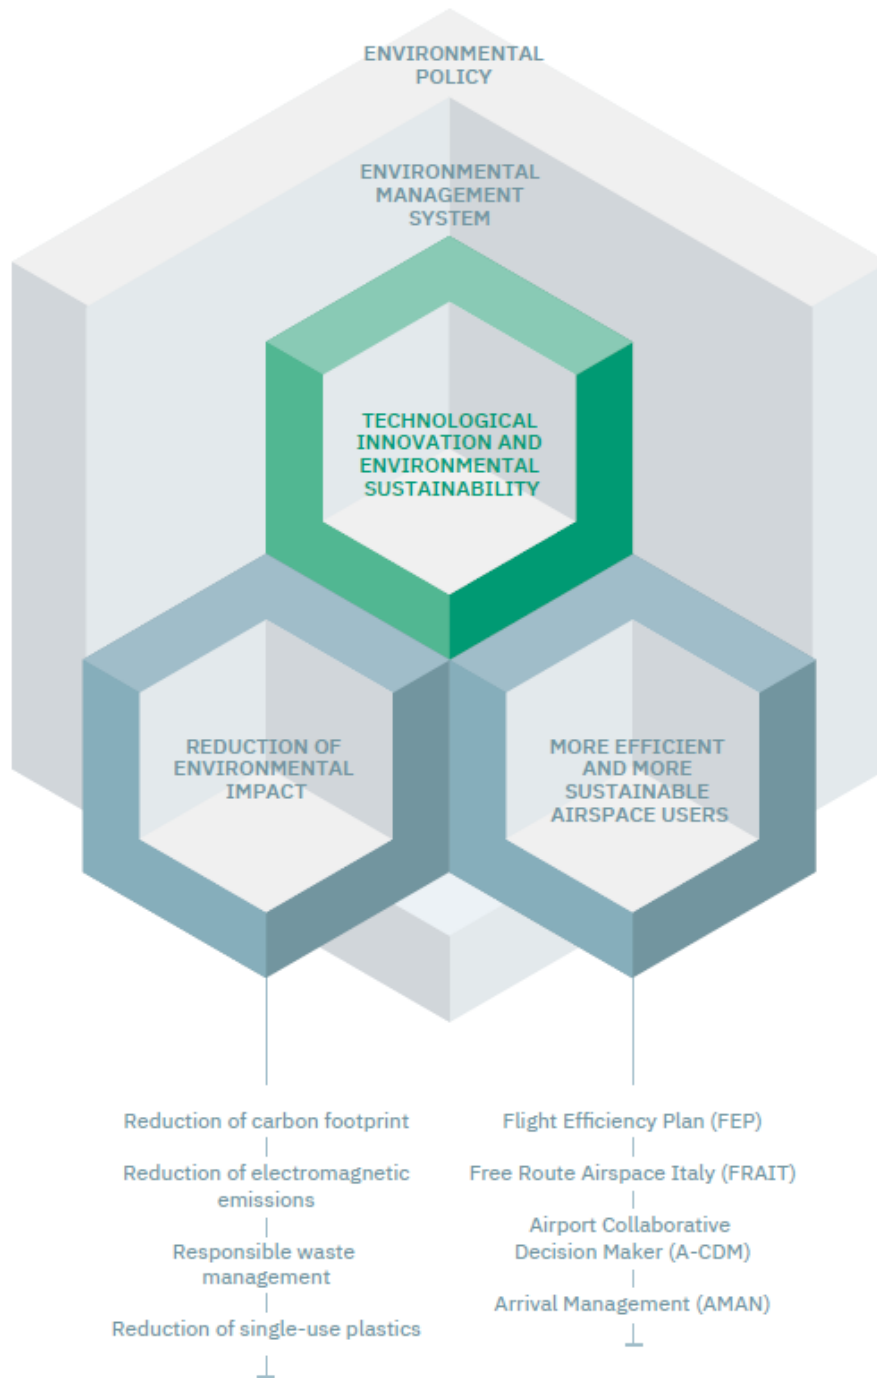 ENVIRONMENTAL
POLICY
ENVIRONMENTAL
MANAGEMENT
SYSTEM
TECHNOLOGICAL
INNOVATION AND
ENVIRONMENTAL
SUSTAINABILITY
REDUCTION OF
ENVIRONMENTAL
IMPACT
MORE EFFICIENT
AND MORE
SUSTAINABLE
AIRSPACE USERS
Reduction of carbon footprint
Reduction of electromagnetic
emissions
Responsible waste
management
Reduction of single-use plastics
Flight Efficiency Plan (FEP)
Free Route Airspace Italy (FRAIT)
Airport Collaborative
Decision Maker (A-CDM)
Arrival Management (AMAN)